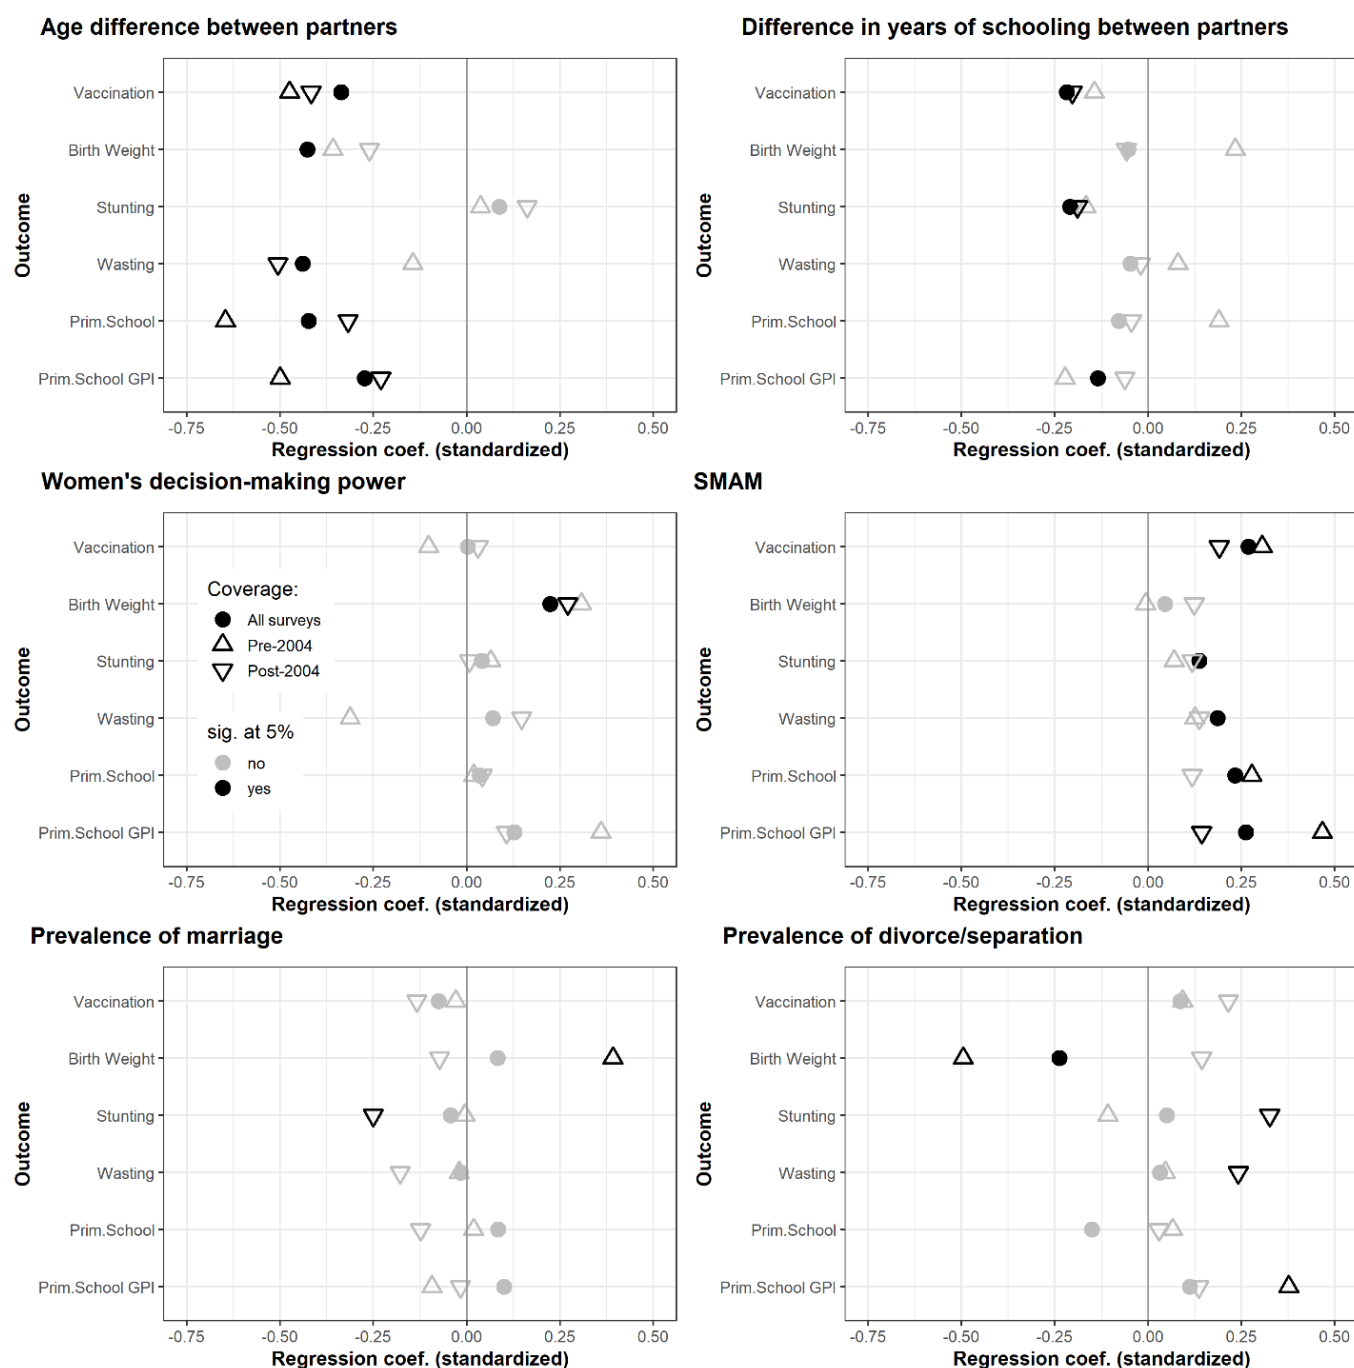 Age difference between partners
Difference in years of schooling between partners
Vaccination
Birth Weight
Stunting
Wasting
Prim.School
Prim.School GPI
Outcome
-0.75 -0.50 -0.25 0.00 0.25 0.50
Regression coef. (standardized)
Vaccination
Birth Weight
Stunting
Wasting
Prim.School
Prim.School GPI
Outcome
-0.75 -0.50 -0.25 0.00 0.25 0.50
Regression coef. (standardized)
Women's decision-making power
SMAM
Vaccination
Birth Weight
Stunting
Wasting
Prim.School
Prim.School GPI
Outcome
Coverage:
All surveys
Pre-2004
Post-2004
sig. at 5%
no
yes
-0.75 -0.50 -0.25 0.00 0.25 0.50
Regression coef. (standardized)
Vaccination
Birth Weight
Stunting
Wasting
Prim.School
Prim.School GPI
Outcome
-0.75 -0.50 -0.25 0.00 0.25 0.50
Regression coef. (standardized)
Prevalence of marriage
Prevalence of divorce/separation
Vaccination
Birth Weight
Stunting
Wasting
Prim.School
Prim.School GPI
Outcome
-0.75 -0.50 -0.25 0.00 0.25 0.50
Regression coef. (standardized)
Vaccination
Birth Weight
Stunting
Wasting
Prim.School
Prim.School GPI
Outcome
-0.75 -0.50 -0.25 0.00 0.25 0.50
Regression coef. (standardized)